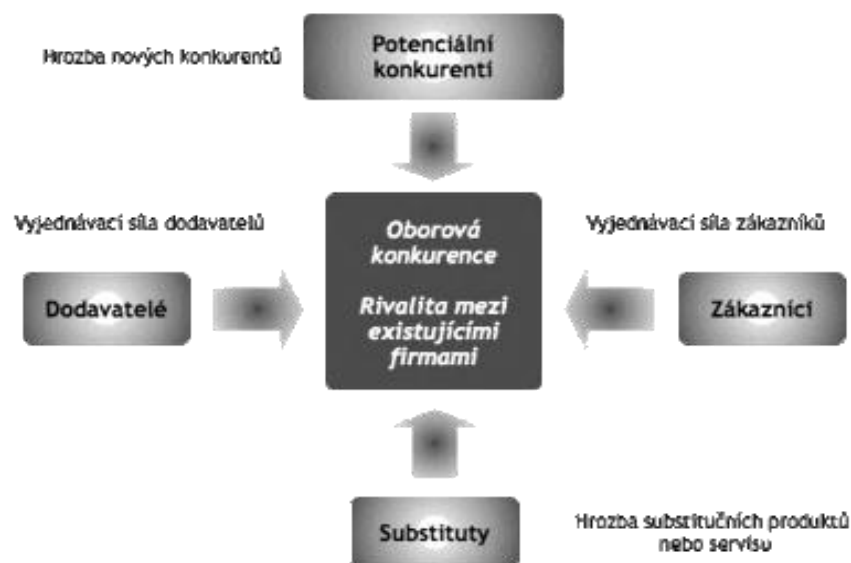 Hrozba nových konkurentů
Potenciální
konkurenti
Vyjednávací síla dodavatelů
Oborová
konkurence
Rivalita mezi
existujícími
firmami
Vyjednávací síla zákazníků
Dodavatelé
Zákazníci
Substituty
Hrozba substitučních produktů
nebo servisu